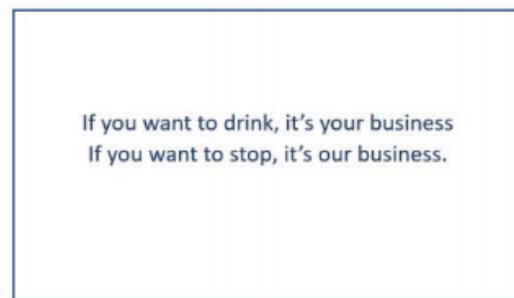 If you want to drink, it's your business
If you want to stop, it's our business.